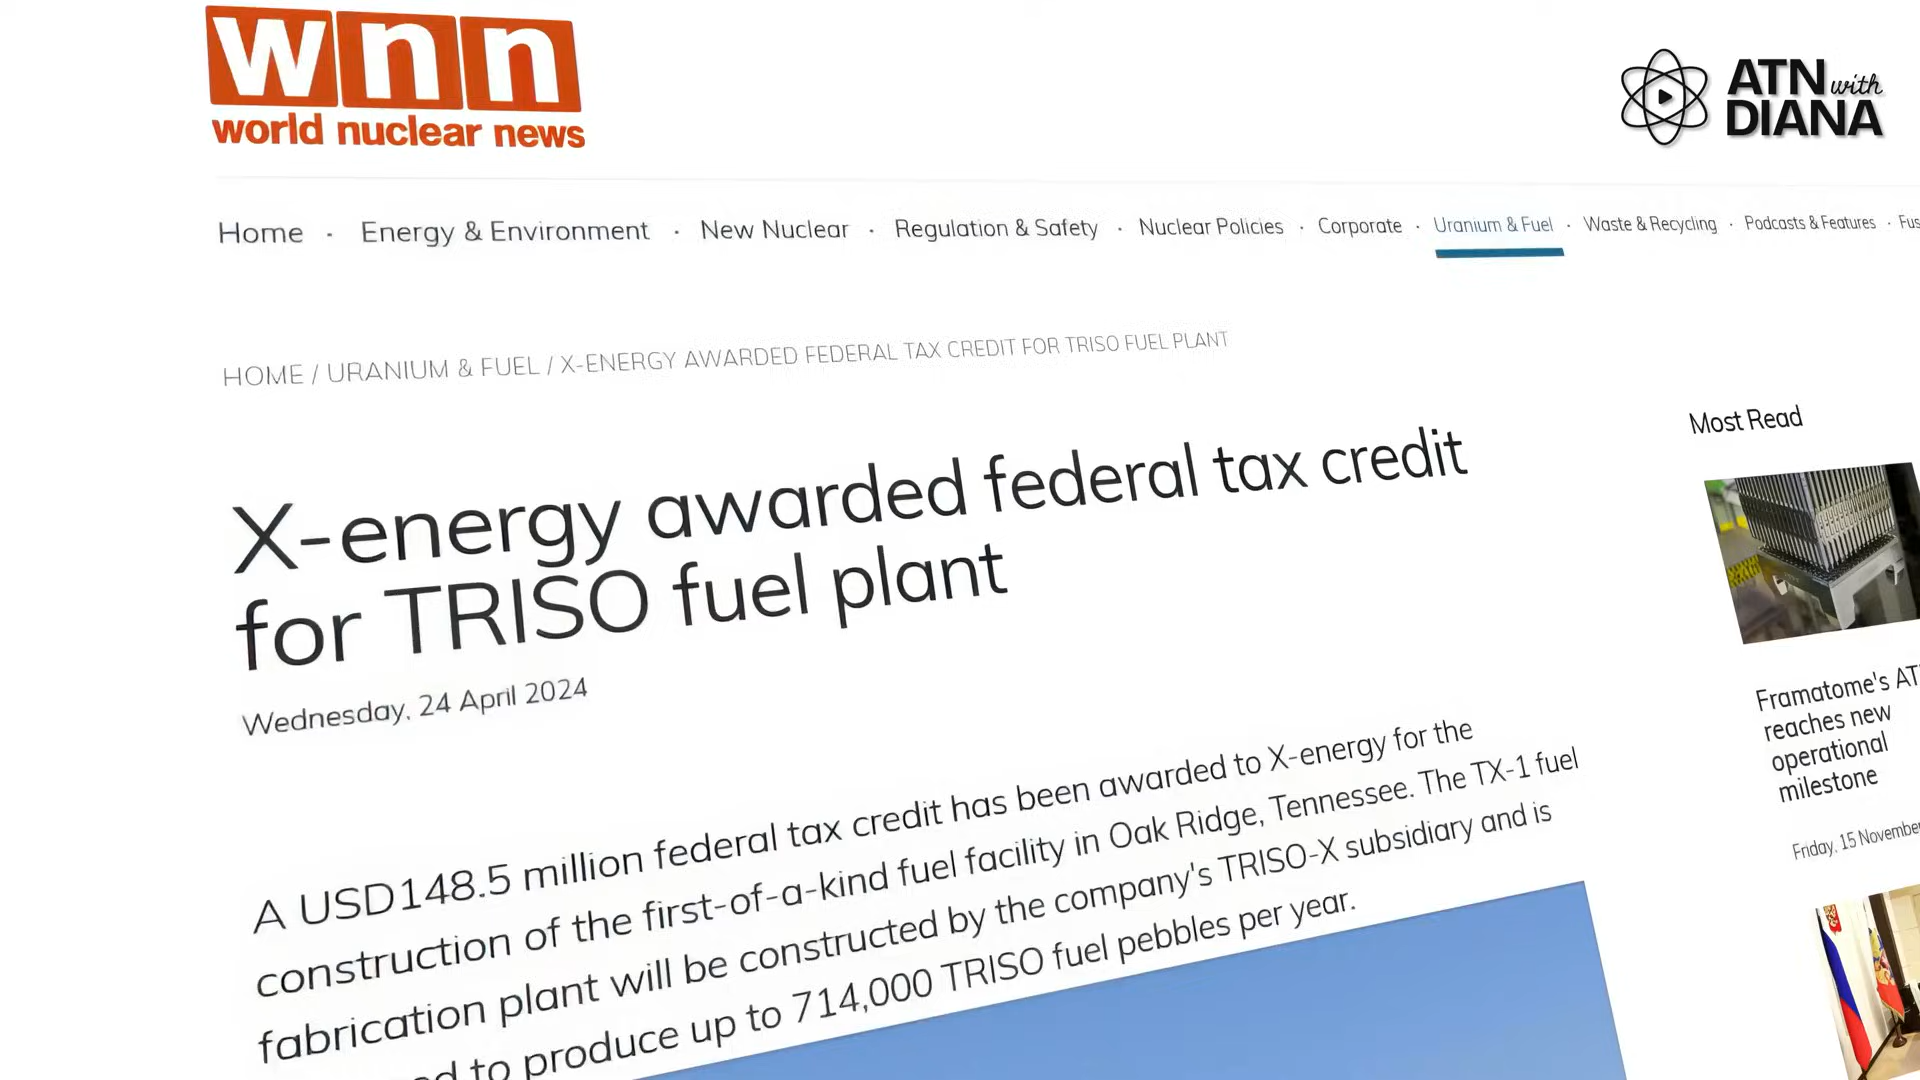 wnn
world nuclear news
ATN with
DIANA
Home · Energy & Environment · New Nuclear · Regulation & Safety · Nuclear Policies · Corporate · Uranium & Fuel · Waste & Recycling · Podcasts & Features ·
HOME / URANIUM & FUEL / X-ENERGY AWARDED FEDERAL TAX CREDIT FOR TRISO FUEL PLANT
X-energy awarded federal tax credit
for TRISO fuel plant
Wednesday, 24 April 2024
A USD148.5 million federal tax credit has been awarded to X-energy for the
construction of the first-of-a-kind fuel facility in Oak Ridge, Tennessee. The TX-1 fuel
fabrication plant will be constructed by the company's TRISO-X subsidiary and is
to produce up to 714,000 TRISO fuel pebbles per year.
Most Read
Framatome's
reaches new
operational
milestone
Friday, 15 November